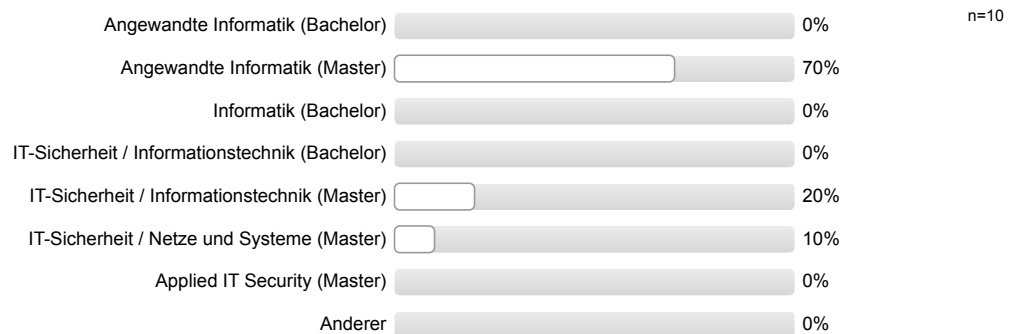 Angewandte Informatik (Bachelor) 0% n=10
Angewandte Informatik (Master) 70%
Informatik (Bachelor) 0%
IT-Sicherheit / Informationstechnik (Bachelor) 0%
IT-Sicherheit / Informationstechnik (Master) 20%
IT-Sicherheit / Netze und Systeme (Master) 10%
Applied IT Security (Master) 0%
Anderer 0%